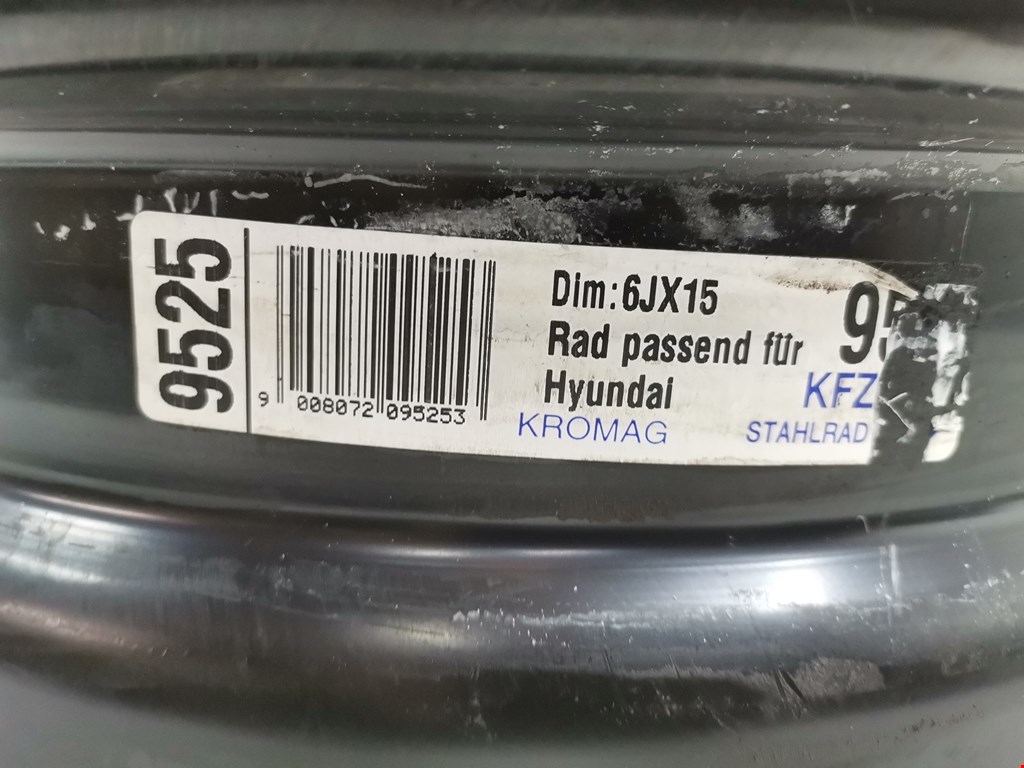 9525
9 008072 095253
Dim:6JX15
Rad passend für
Hyundai
KROMAG
KFZ
STAHLRAD